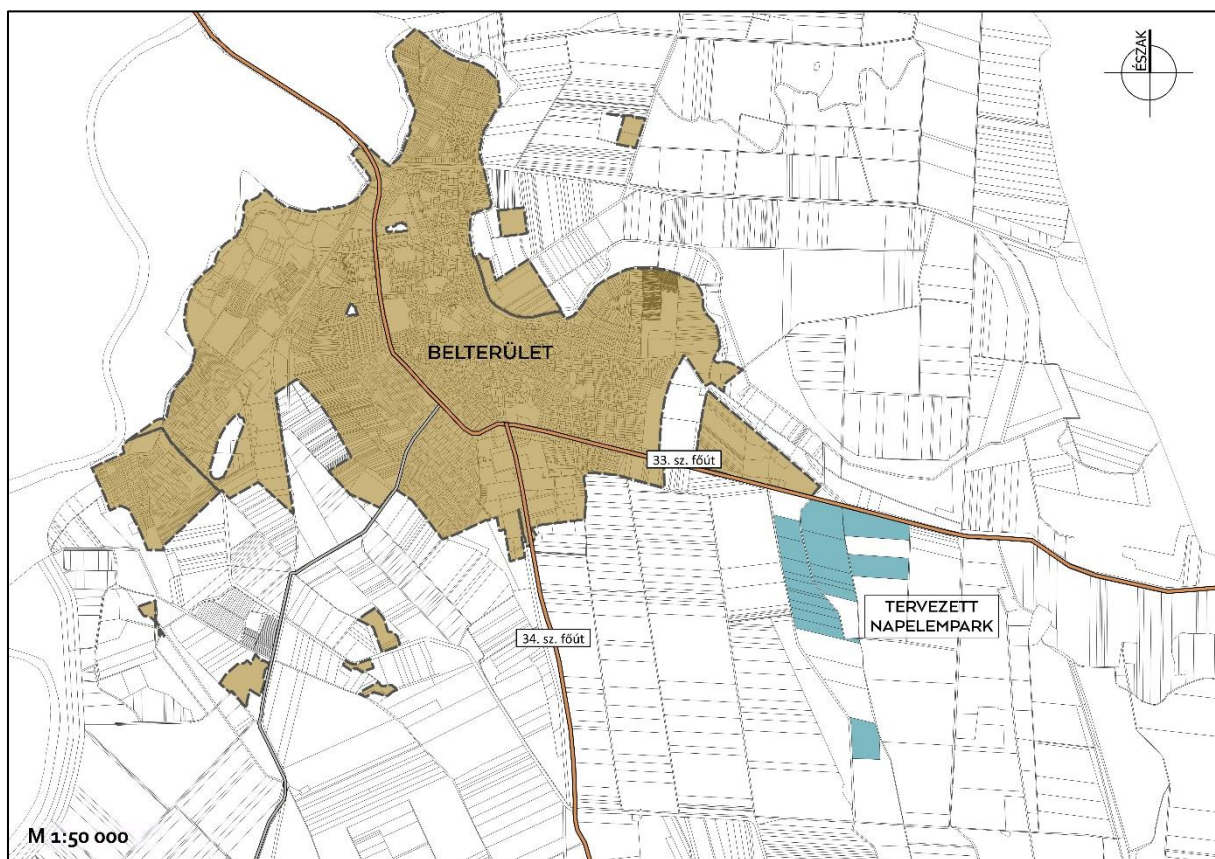 ÉSZAK
BELTERÜLET
33. sz. főút
TERVEZETT
NAPELEMPARK
34. sz. főút
M 1:50 000